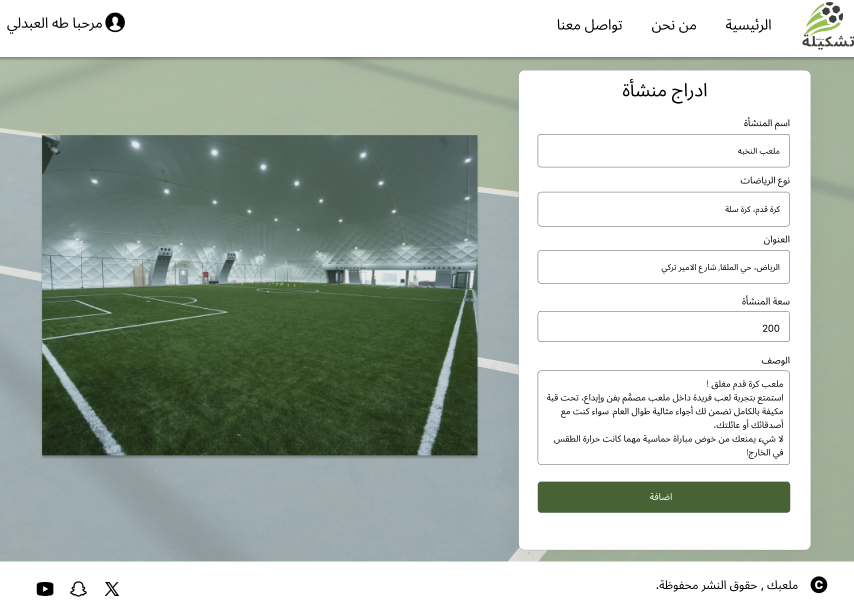 تشكيلة
الرئيسية
من نحن
تواصل معنا
مرحبا طه العبدلي
ادراج منشأة
اسم المنشأة
ملعب النخبه
نوع الرياضات
كرة قدم، كرة سلة
العنوان
الرياض، حي الملقا, شارع الامير تركي
سعة المنشأة
200
الوصف
ملعب كرة قدم مغلق !
استمتع بتجربة لعب فريدة داخل ملعب مصمَّم بفن وإبداع، تحت قبة
مكيفة بالكامل تضمن لك أجواء مثالية طوال العام. سواء كنت مع
أصدقائك أو عائلتك،
لا شيء يمنعك من خوض مباراة حماسية مهما كانت حرارة الطقس
في الخارج!
اضافة
ملعبك , حقوق النشر محفوظة.